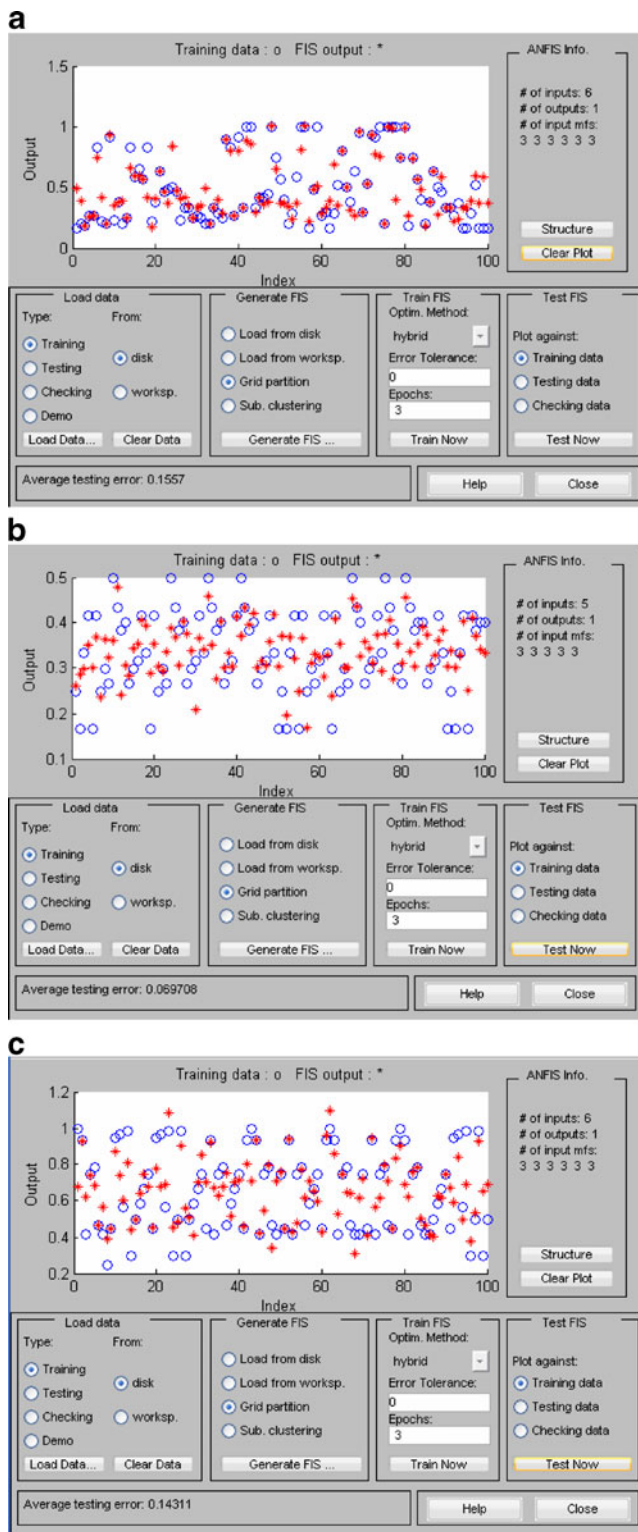 a
Training data : o   FIS output : *
ANFIS Info.
1.5
1
0.5
0
Output
0 20 40 60 80 100
Index
# of inputs: 6
# of outputs: 1
# of input mfs:
3 3 3 3 3 3
Structure
Clear Plot
Load data
Type:
From:
Training
Testing
Checking
Demo
disk
worksp.
Load Data...
Clear Data
Generate FIS
Load from disk
Load from worksp.
Grid partition
Sub. clustering
Generate FIS ...
Train FIS
Optim. Method:
hybrid
Error Tolerance:
0
Epochs:
3
Train Now
Test FIS
Plot against:
Training data
Testing data
Checking data
Test Now
Average testing error: 0.1557
Help
Close
b
Training data : o   FIS output : *
ANFIS Info.
0.5
0.4
0.3
0.2
0.1
Output
0 20 40 60 80 100
Index
# of inputs: 5
# of outputs: 1
# of input mfs:
3 3 3 3 3
Structure
Clear Plot
Load data
Type:
From:
Training
Testing
Checking
Demo
disk
worksp.
Load Data...
Clear Data
Generate FIS
Load from disk
Load from worksp.
Grid partition
Sub. clustering
Generate FIS ...
Train FIS
Optim. Method:
hybrid
Error Tolerance:
0
Epochs:
3
Train Now
Test FIS
Plot against:
Training data
Testing data
Checking data
Test Now
Average testing error: 0.069708
Help
Close
c
Training data : o   FIS output : *
ANFIS Info.
1.2
1
0.8
0.6
0.4
0.2
Output
0 20 40 60 80 100
Index
# of inputs: 6
# of outputs: 1
# of input mfs:
3 3 3 3 3 3
Structure
Clear Plot
Load data
Type:
From:
Training
Testing
Checking
Demo
disk
worksp.
Load Data...
Clear Data
Generate FIS
Load from disk
Load from worksp.
Grid partition
Sub. clustering
Generate FIS ...
Train FIS
Optim. Method:
hybrid
Error Tolerance:
0
Epochs:
3
Train Now
Test FIS
Plot against:
Training data
Testing data
Checking data
Test Now
Average testing error: 0.14311
Help
Close